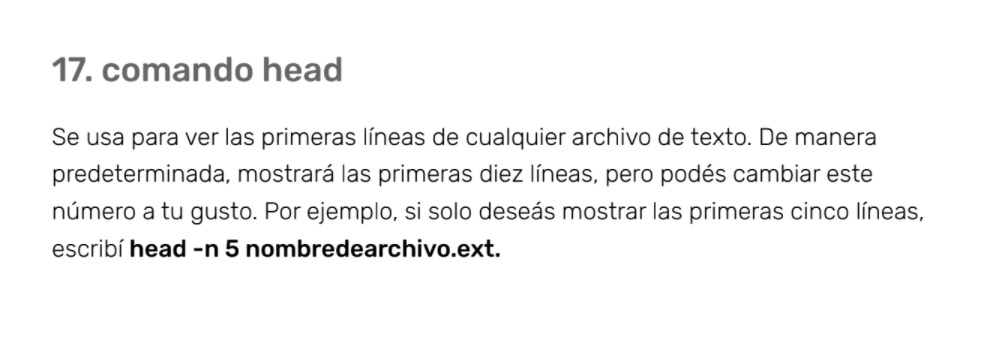 17. comando head
Se usa para ver las primeras líneas de cualquier archivo de texto. De manera
predeterminada, mostrará las primeras diez líneas, pero podés cambiar este
número a tu gusto. Por ejemplo, si solo deseás mostrar las primeras cinco líneas,
escribí head -n 5 nombredearchivo.ext.